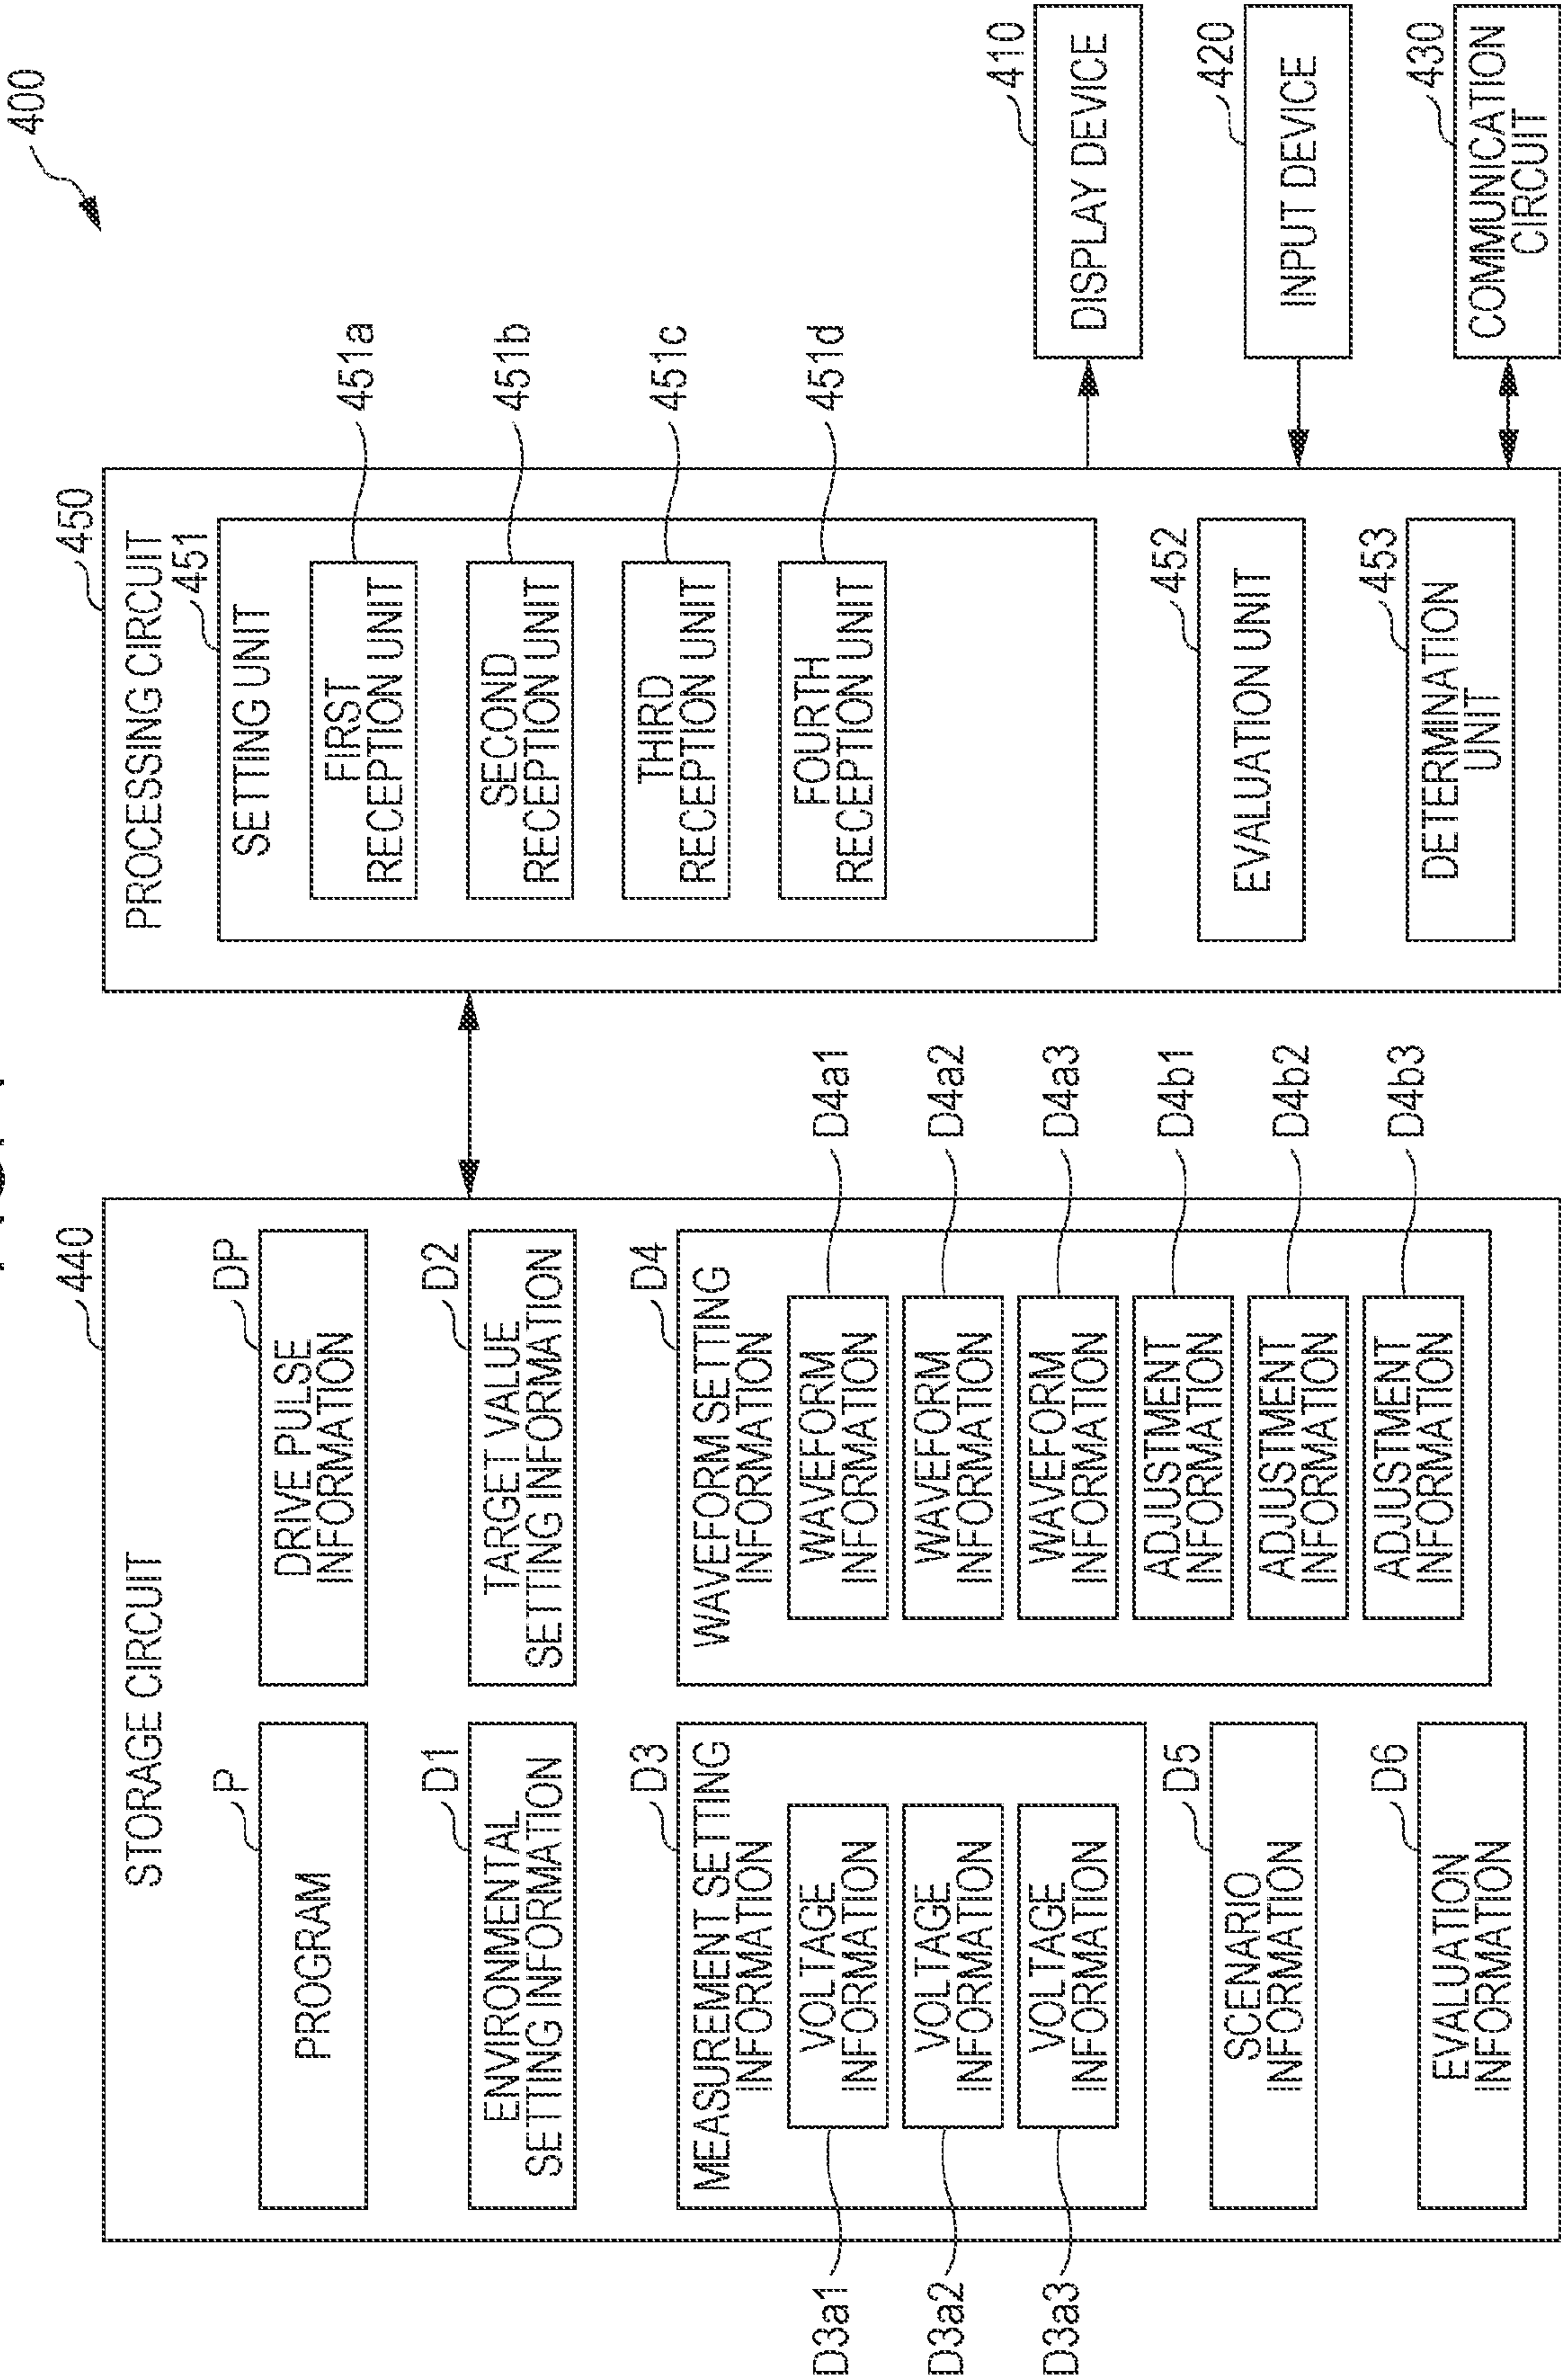 400
440
STORAGE CIRCUIT
P
PROGRAM
DP
DRIVE PULSE
INFORMATION
D1
ENVIRONMENTAL
SETTING INFORMATION
D2
TARGET VALUE
SETTING INFORMATION
D3
MEASUREMENT SETTING
INFORMATION
D3a1
VOLTAGE
INFORMATION
D3a2
VOLTAGE
INFORMATION
D3a3
VOLTAGE
INFORMATION
D4
WAVEFORM SETTING
INFORMATION
WAVEFORM
INFORMATION
D4a1
WAVEFORM
INFORMATION
D4a2
WAVEFORM
INFORMATION
D4a3
ADJUSTMENT
INFORMATION
D4b1
ADJUSTMENT
INFORMATION
D4b2
ADJUSTMENT
INFORMATION
D4b3
D5
SCENARIO
INFORMATION
D6
EVALUATION
INFORMATION
450
PROCESSING CIRCUIT
451
SETTING UNIT
FIRST
RECEPTION UNIT
451a
SECOND
RECEPTION UNIT
451b
THIRD
RECEPTION UNIT
451c
FOURTH
RECEPTION UNIT
451d
452
EVALUATION UNIT
453
DETERMINATION
UNIT
410
DISPLAY DEVICE
420
INPUT DEVICE
430
COMMUNICATION
CIRCUIT